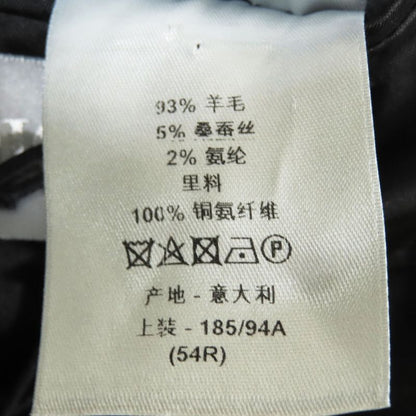 93% 羊毛
5% 桑蚕丝
2% 氨纶
里料
100% 铜氨纤维
P
产地 - 意大利
上装 - 185/94A
(54R)